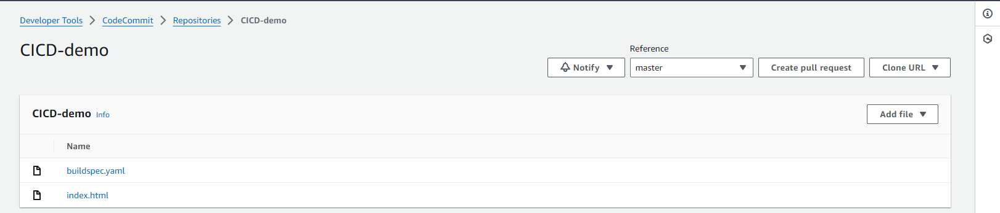 Developer Tools > CodeCommit > Repositories > CICD-demo
CICD-demo
Reference
Notify master Create pull request Clone URL
CICD-demo Info Add file
Name
buildspec.yaml
index.html